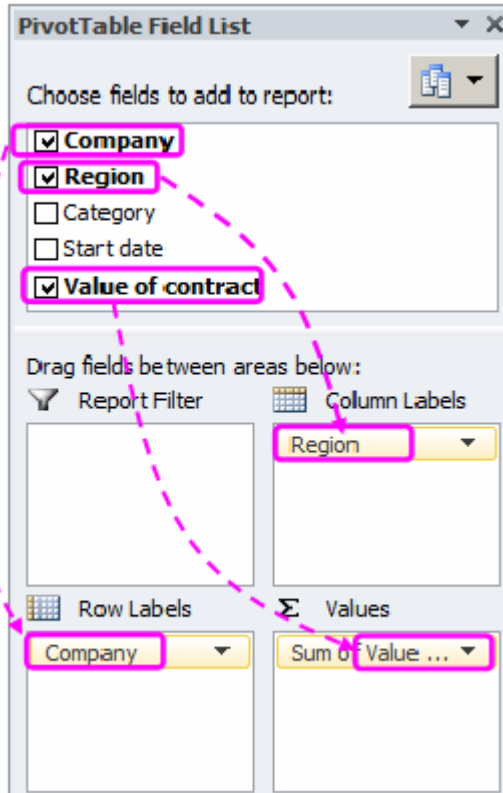 PivotTable Field List
Choose fields to add to report:
Company
Region
Category
Start date
Value of contract
Drag fields between areas below:
Report Filter
Column Labels
Region
Row Labels
Σ Values
Company
Sum of Value ...